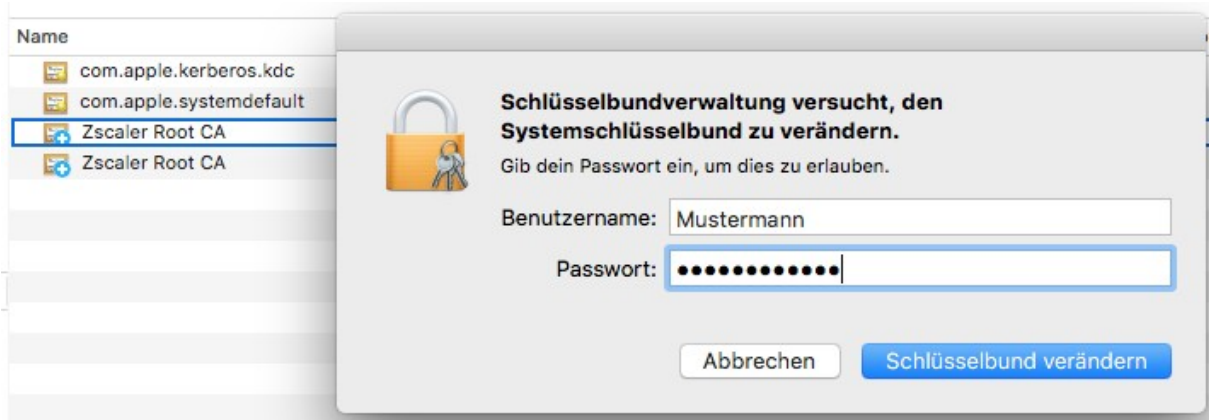 Name
com.apple.kerberos.kdc
com.apple.systemdefault
Zscaler Root CA
Zscaler Root CA
Schlüsselbundverwaltung versucht, den
Systemschlüsselbund zu verändern.
Gib dein Passwort ein, um dies zu erlauben.
Benutzername: Mustermann
Passwort: ●●●●●●●●●●●●
Abbrechen Schlüsselbund verändern